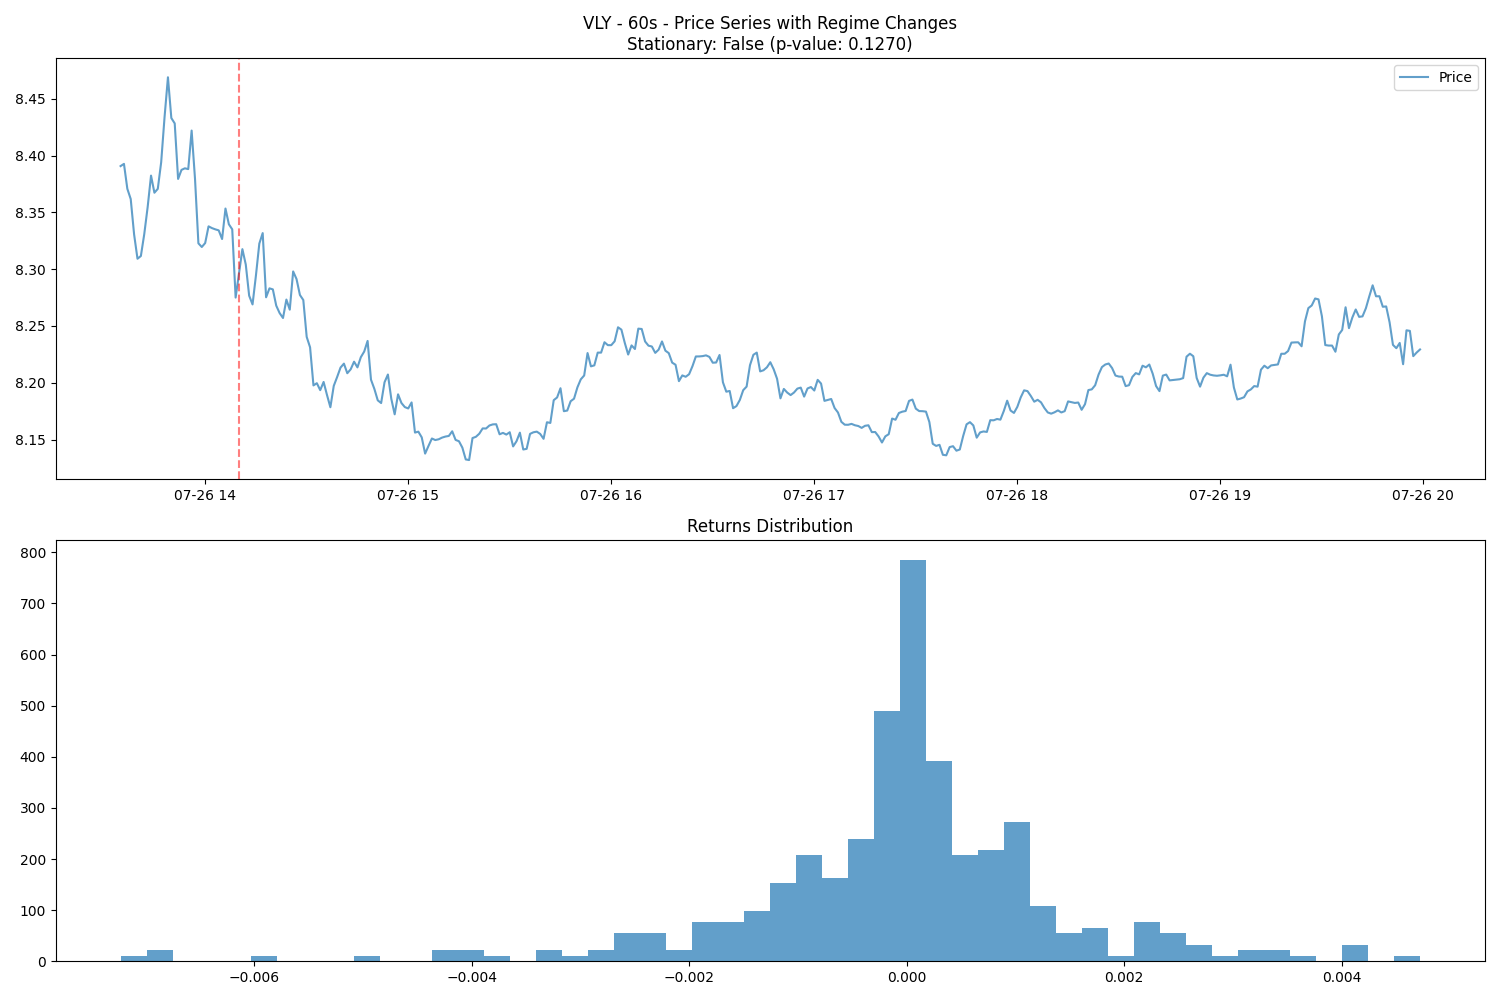 VLY - 60s - Price Series with Regime Changes
Stationary: False (p-value: 0.1270)
Price
8.45
8.40
8.35
8.30
8.25
8.20
8.15
07-26 14 07-26 15 07-26 16 07-26 17 07-26 18 07-26 19 07-26 20
Returns Distribution
800
700
600
500
400
300
200
100
0
−0.006 −0.004 −0.002 0.000 0.002 0.004